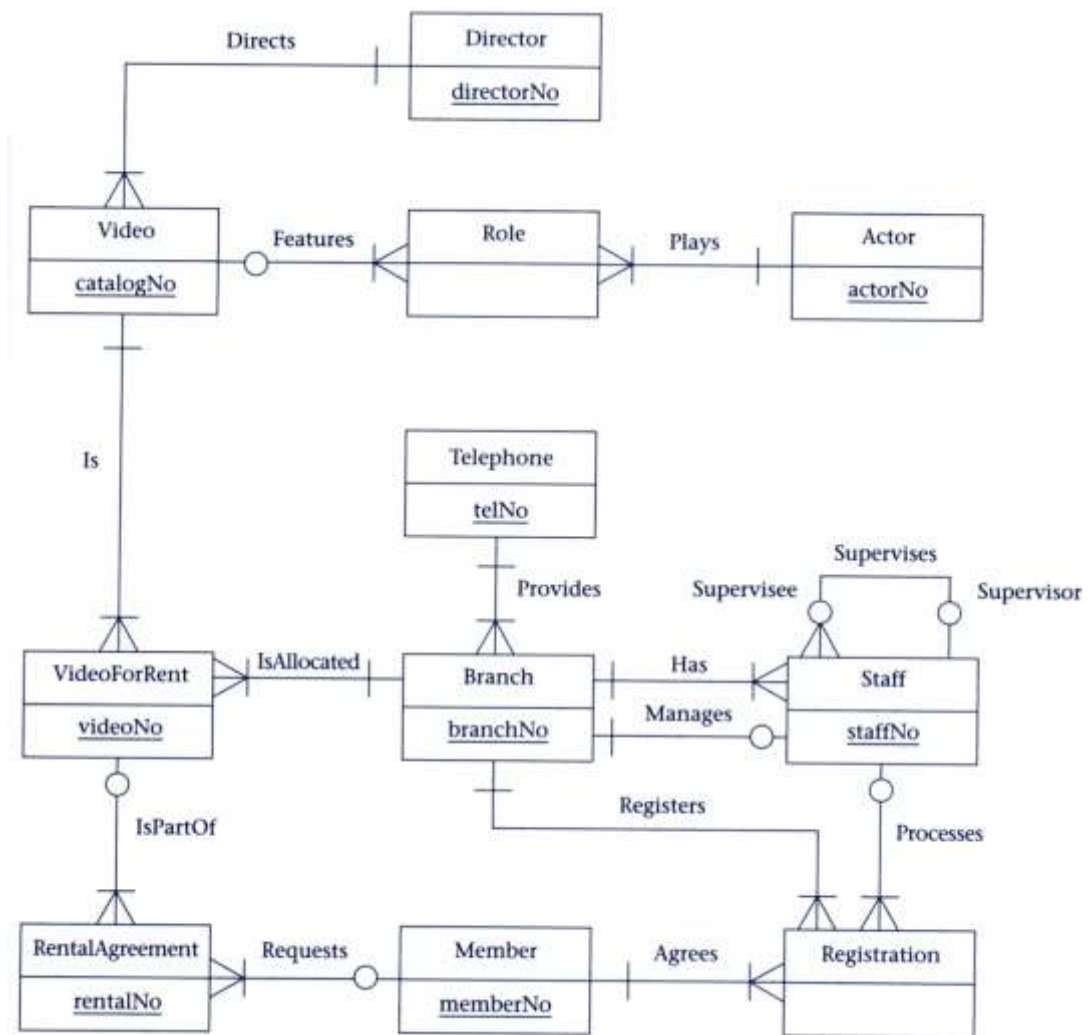 Directs
Director
directorNo
Video
catalogNo
Features
Role
Plays
Actor
actorNo
Is
Telephone
telNo
Provides
Supervises
Supervisee
Supervisor
VideoForRent
videoNo
IsAllocated
Branch
branchNo
Has
Manages
Staff
staffNo
Registers
Processes
IsPartOf
RentalAgreement
rentalNo
Requests
Member
memberNo
Agrees
Registration